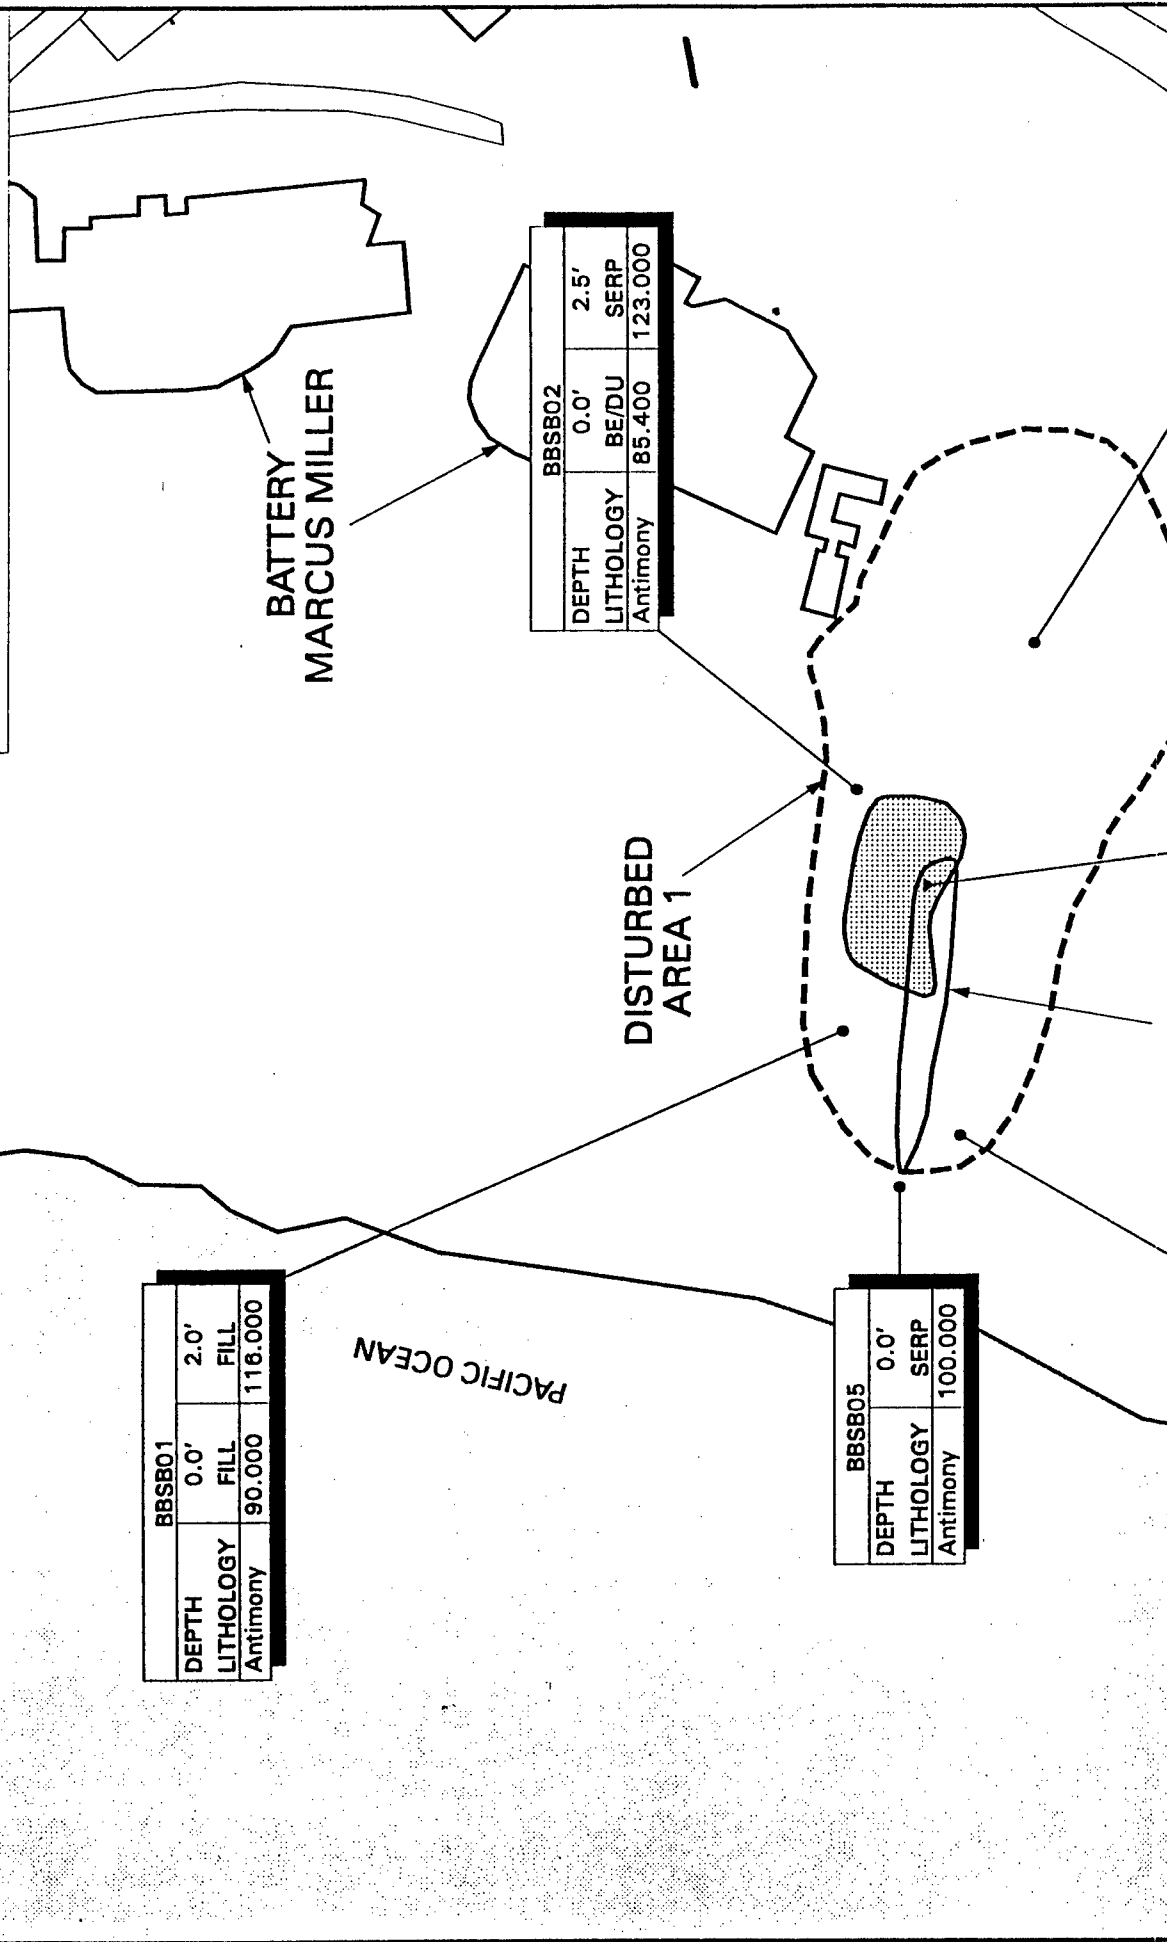 BATTERY
MARCUS MILLER
BBSB02
DEPTH 0.0' 2.5'
LITHOLOGY BE/DU SERP
Antimony 85.400 123.000
DISTURBED
AREA 1
BBSB01
DEPTH 0.0' 2.0'
LITHOLOGY FILL FILL
Antimony 90.000 116.000
PACIFIC OCEAN
BBSB05
DEPTH 0.0'
LITHOLOGY SERP
Antimony 100.000